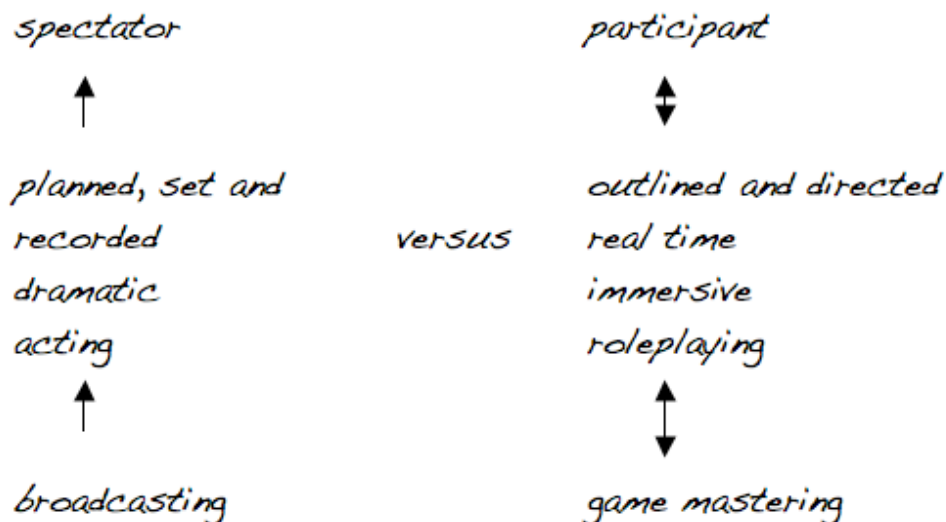 spectator
participant
planned, set and
recorded
dramatic
acting
versus
outlined and directed
real time
immersive
roleplaying
broadcasting
game mastering